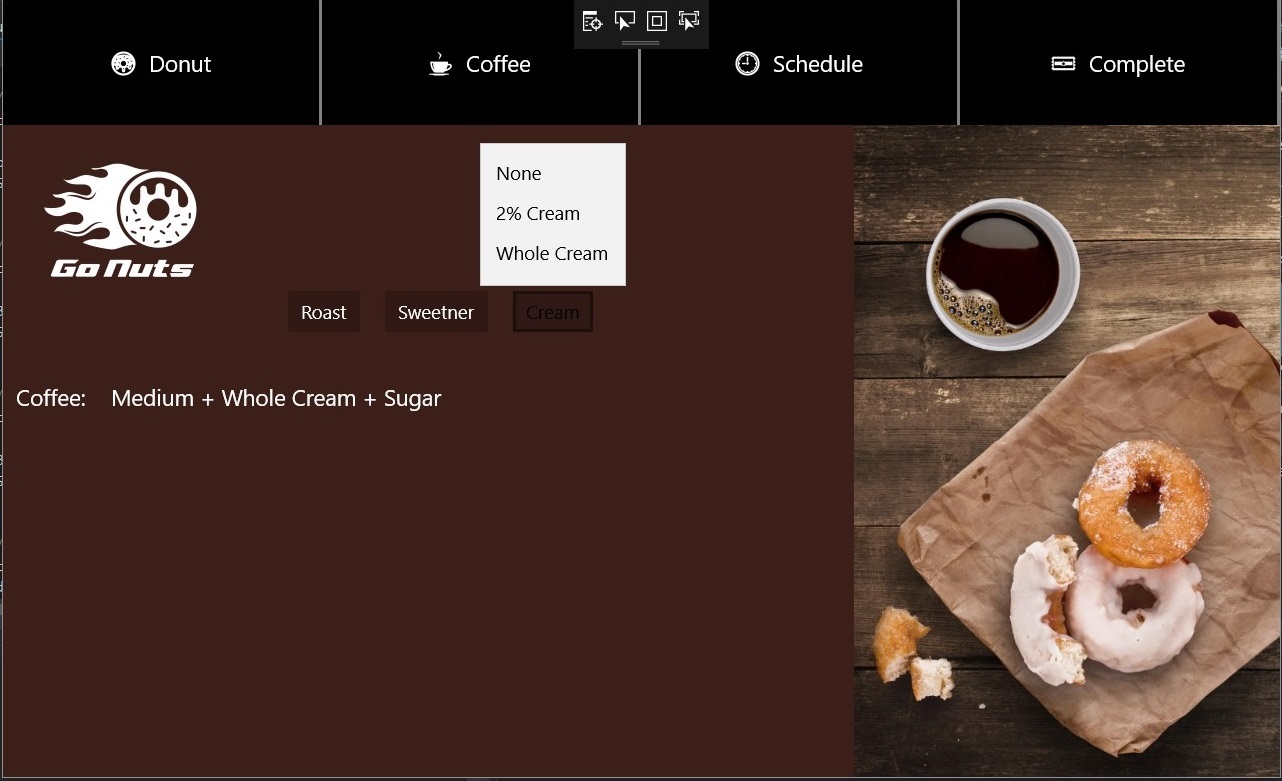 Donut
Coffee
Schedule
Complete
None
2% Cream
Whole Cream
Go Nuts
Roast
Sweetner
Cream
Coffee: Medium + Whole Cream + Sugar